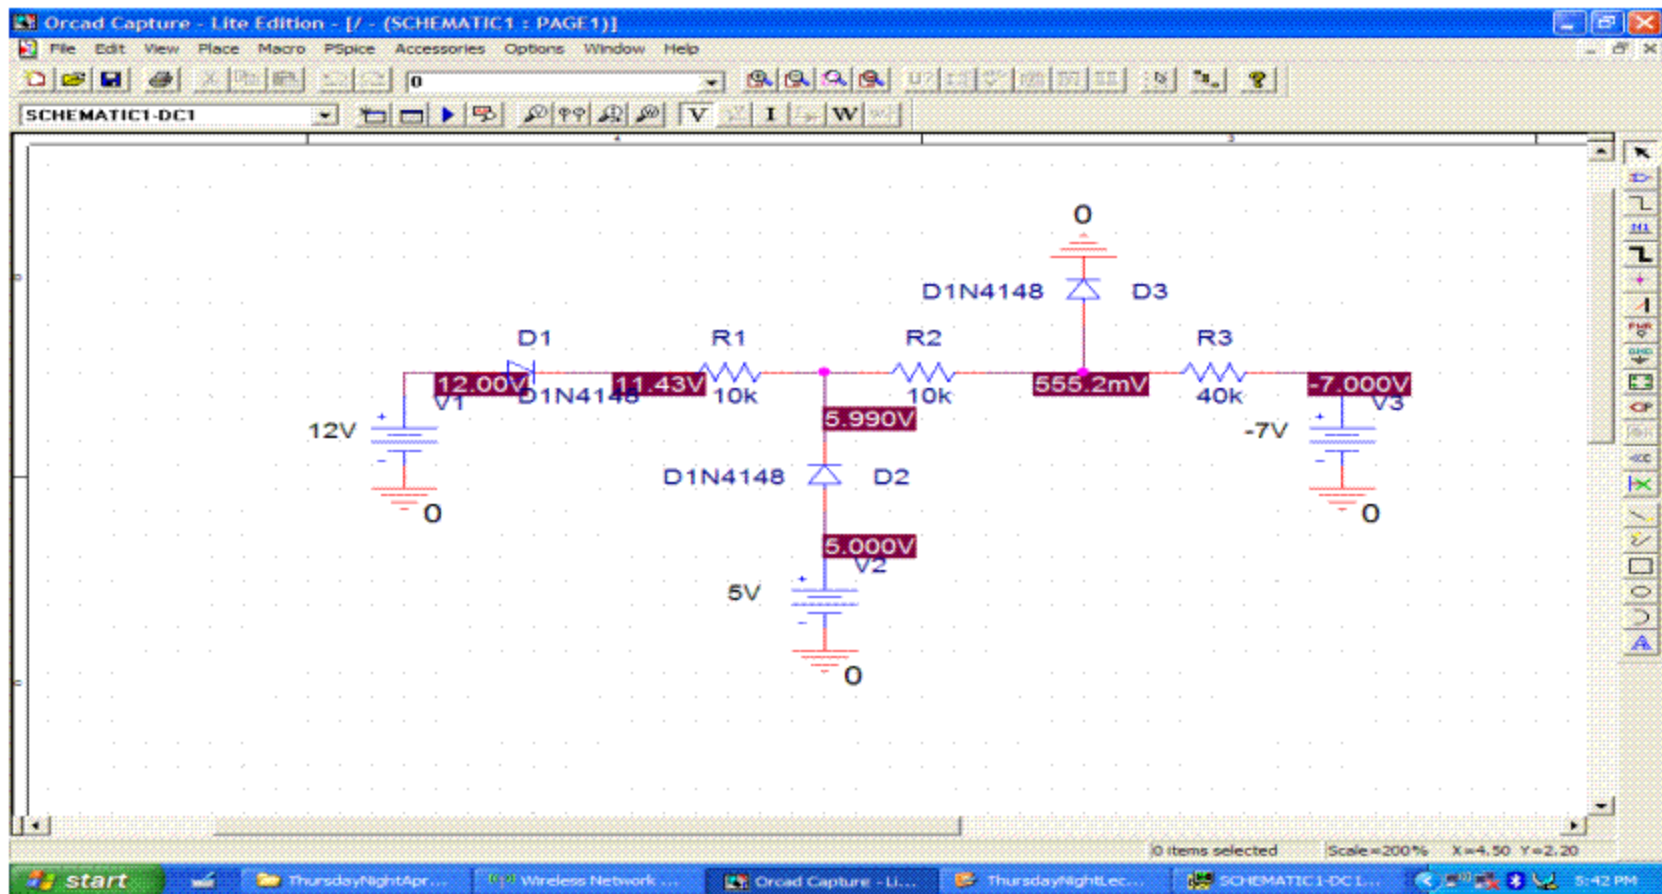 Orcad Capture - Lite Edition - [/ - (SCHEMATIC1 : PAGE1)]
File Edit View Place Macro PSpice Accessories Options Window Help
0
U?
SCHEMATIC1-DC1
V I W
0
D1N4148 D3
D1 R1 R2 R3
12.00V 11.43V 555.2mV -7.000V
V1 D1N4148 10k 10k 40k V3
5.990V
12V -7V
+ - + -
D1N4148 D2
0 0
5.000V
V2
5V
+ -
0
0 items selected Scale=200% X=4.50 Y=2.20
start ThursdayNightApr... Wireless Network ... Orcad Capture - Li... ThursdayNightLec... SCHEMATIC1-DC1... 5:42 PM